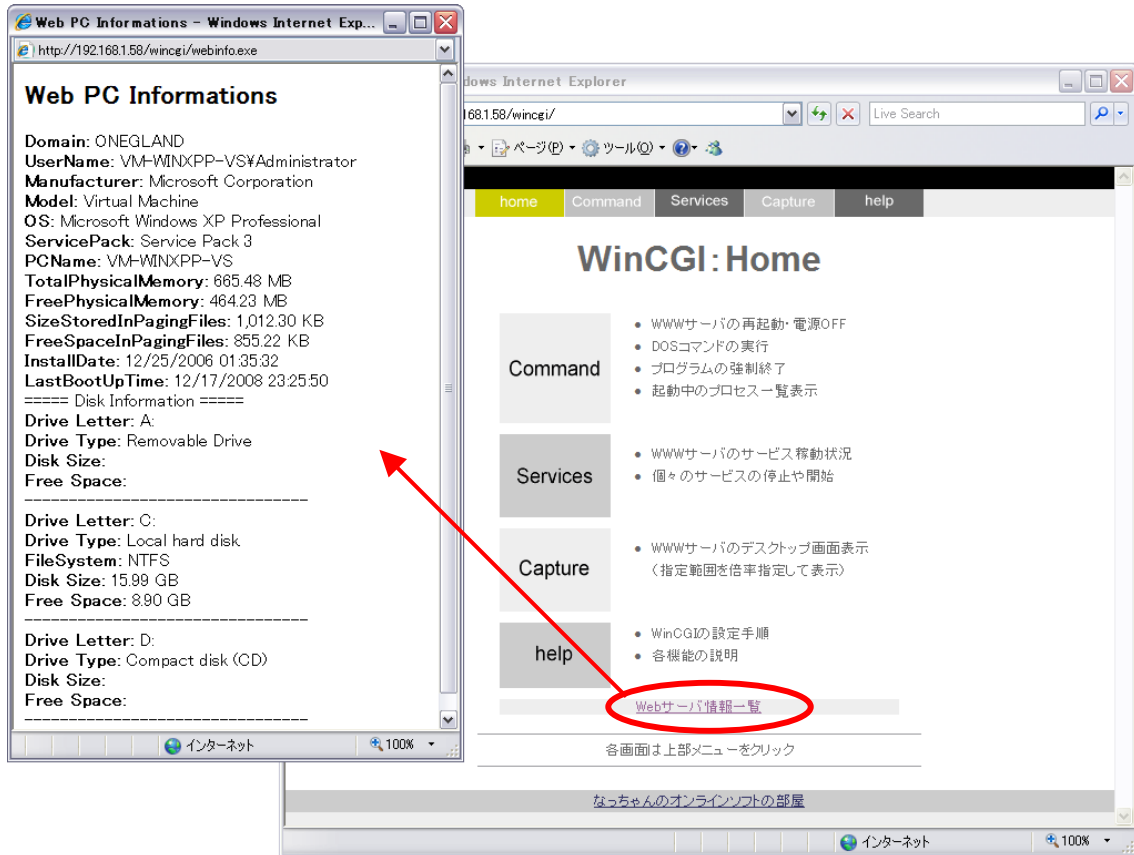 Web PC Informations - Windows Internet Exp...
http://192.168.1.58/wincgi/webinfo.exe
Web PC Informations
Domain: ONEGLAND
UserName: VM-WINXPP-VS¥Administrator
Manufacturer: Microsoft Corporation
Model: Virtual Machine
OS: Microsoft Windows XP Professional
ServicePack: Service Pack 3
PCName: VM-WINXPP-VS
TotalPhysicalMemory: 665.48 MB
FreePhysicalMemory: 464.23 MB
SizeStoredInPagingFiles: 1,012.30 KB
FreeSpaceInPagingFiles: 855.22 KB
InstallDate: 12/25/2006 01:35:32
LastBootUpTime: 12/17/2008 23:25:50
===== Disk Information =====
Drive Letter: A:
Drive Type: Removable Drive
Disk Size:
Free Space:
--------------------------------
Drive Letter: C:
Drive Type: Local hard disk
FileSystem: NTFS
Disk Size: 15.99 GB
Free Space: 8.90 GB
--------------------------------
Drive Letter: D:
Drive Type: Compact disk (CD)
Disk Size:
Free Space:
--------------------------------
インターネット 100%
dows Internet Explorer
168.1.58/wincgi/ Live Search
ページ(P) ツール(O)
home Command Services Capture help
WinCGI:Home
Command
• WWWサーバの再起動・電源OFF
• DOSコマンドの実行
• プログラムの強制終了
• 起動中のプロセス一覧表示
Services
• WWWサーバのサービス稼動状況
• 個々のサービスの停止や開始
Capture
• WWWサーバのデスクトップ画面表示
(指定範囲を倍率指定して表示)
help
• WinCGIの設定手順
• 各機能の説明
Webサーバ情報一覧
各画面は上部メニューをクリック
なっちゃんのオンラインソフトの部屋
インターネット 100%